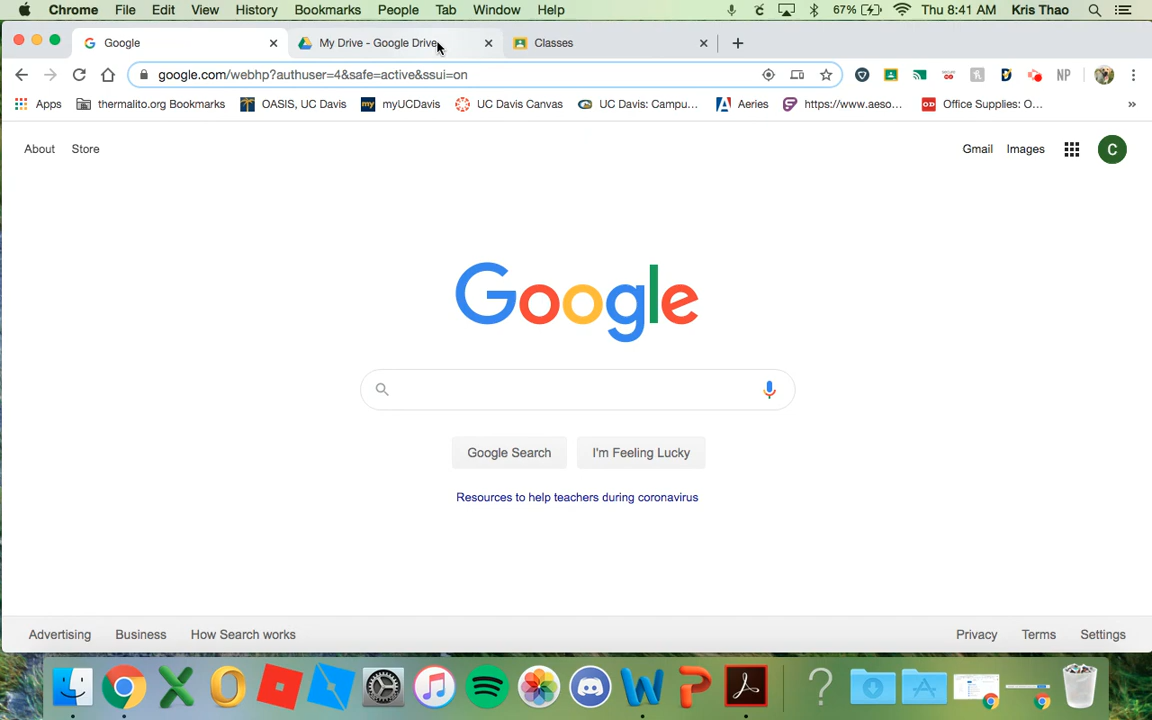 Chrome File Edit View History Bookmarks People Tab Window Help 67% Thu 8:41 AM Kris Thao
Google My Drive - Google Drive Classes
google.com/webhp?authuser=4&safe=active&ssui=on NP
Apps thermalito.org Bookmarks OASIS, UC Davis my myUCDavis UC Davis Canvas UC Davis: Campu... Aeries https://www.aeso... OD Office Supplies: O... »
About Store Gmail Images C
Google
Google Search I'm Feeling Lucky
Resources to help teachers during coronavirus
Advertising Business How Search works Privacy Terms Settings